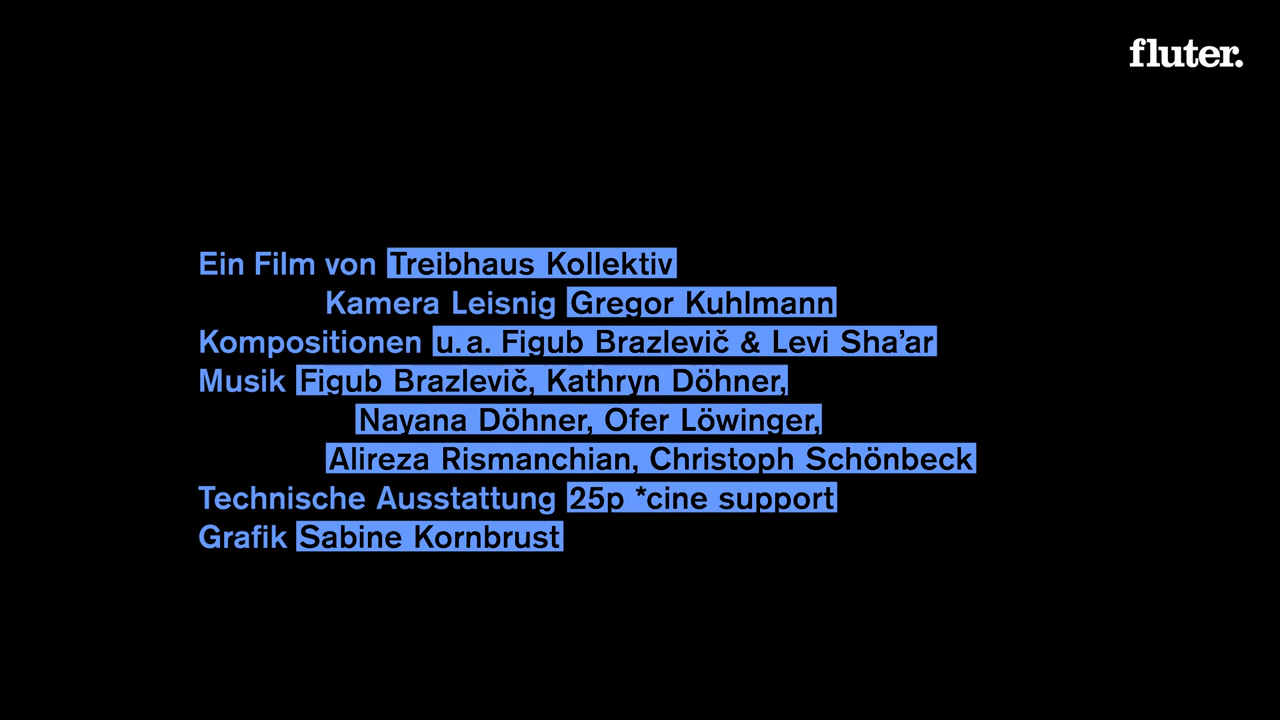 fluter.
Ein Film von Treibhaus Kollektiv
Kamera Leisnig Gregor Kuhlmann
Kompositionen u. a. Figub Brazlevič & Levi Sha’ar
Musik Figub Brazlevič, Kathryn Döhner,
Nayana Döhner, Ofer Löwinger,
Alireza Rismanchian, Christoph Schönbeck
Technische Ausstattung 25p *cine support
Grafik Sabine Kornbrust